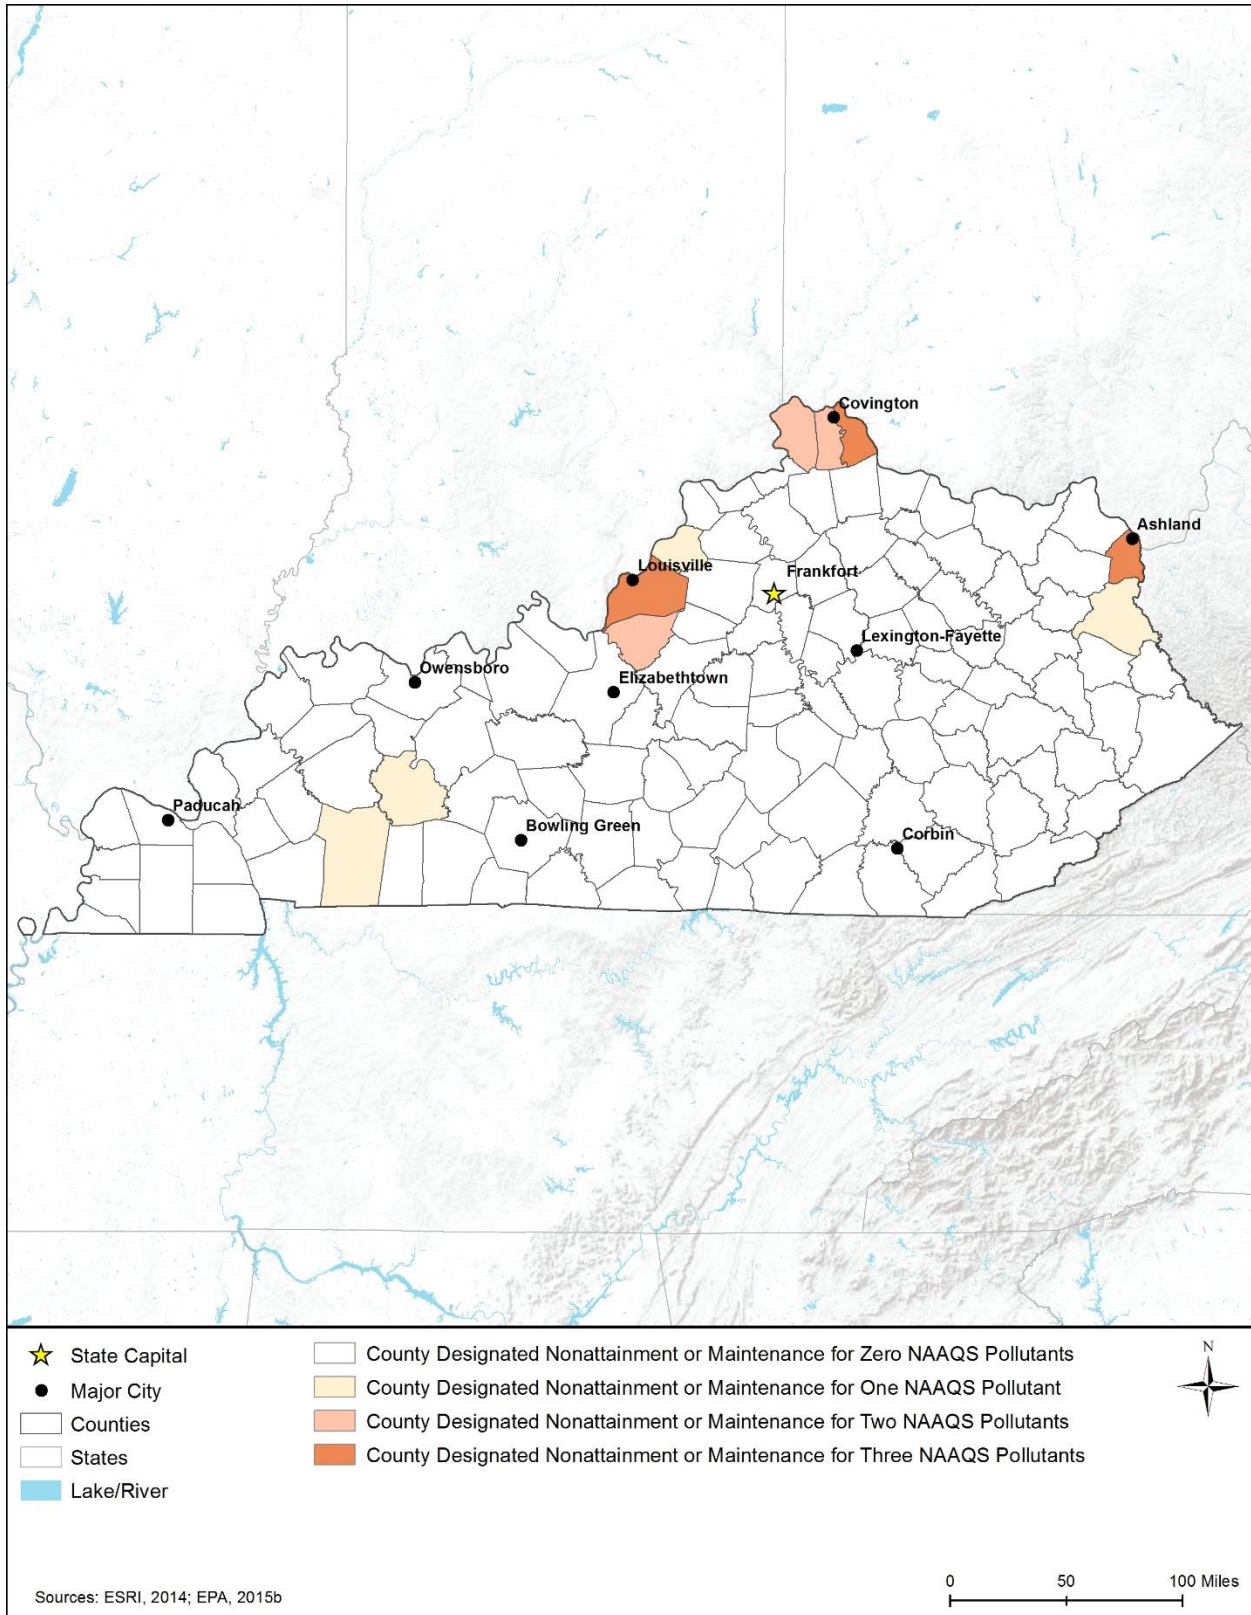 Covington
Ashland
Louisville
Frankfort
Lexington-Fayette
Owensboro
Elizabethtown
Paducah
Bowling Green
Corbin
State Capital
Major City
Counties
States
Lake/River
County Designated Nonattainment or Maintenance for Zero NAAQS Pollutants
County Designated Nonattainment or Maintenance for One NAAQS Pollutant
County Designated Nonattainment or Maintenance for Two NAAQS Pollutants
County Designated Nonattainment or Maintenance for Three NAAQS Pollutants
N
Sources: ESRI, 2014; EPA, 2015b
0 50 100 Miles